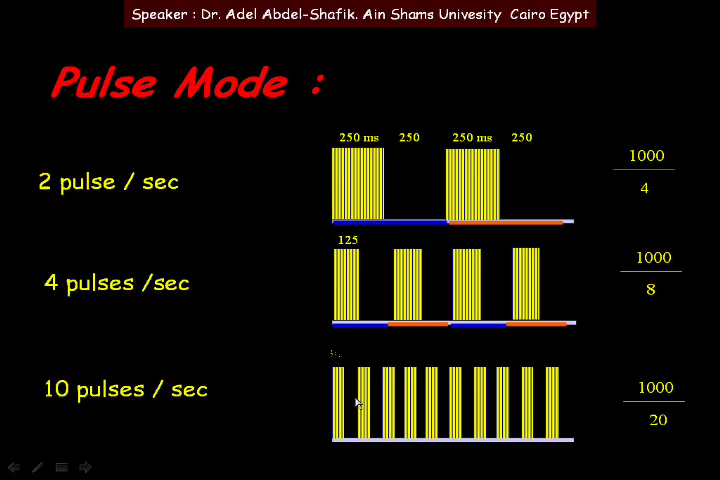 Speaker : Dr. Adel Abdel-Shafik. Ain Shams Univesity Cairo Egypt
Pulse Mode :
250 ms 250 250 ms 250
2 pulse / sec
1000
4
125
4 pulses /sec
1000
8
10 pulses / sec
1000
20